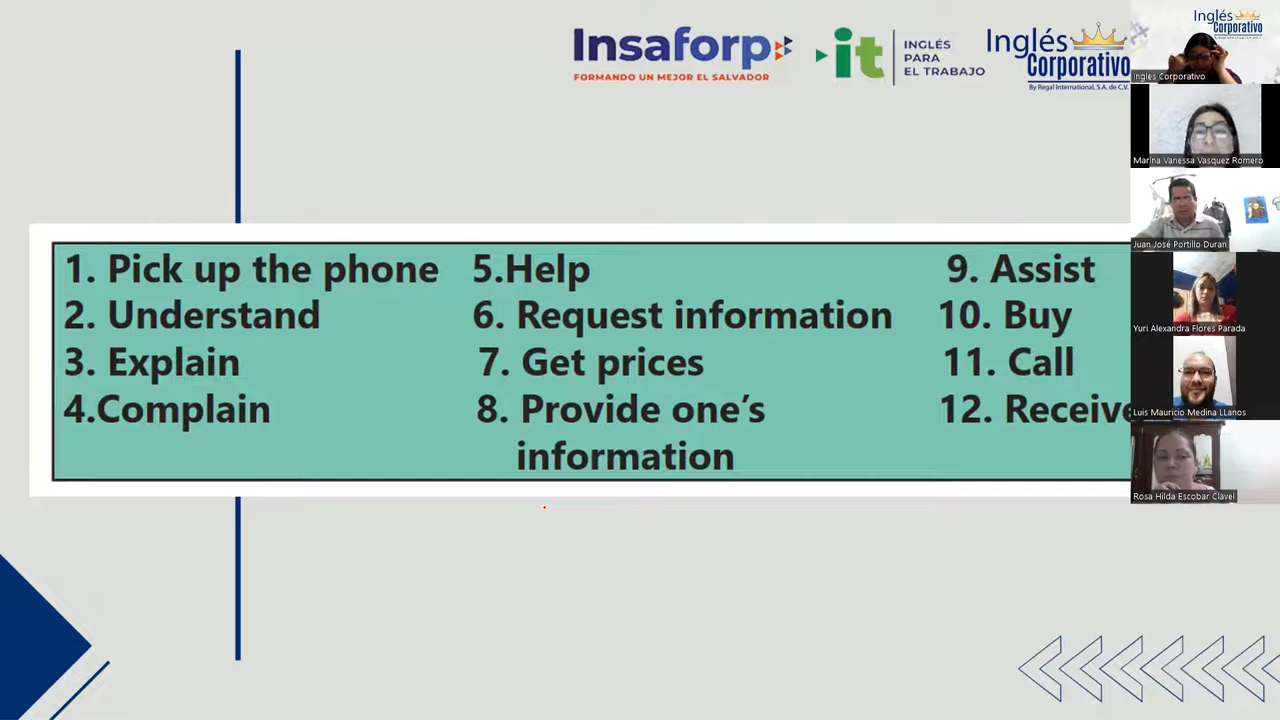 Insaforp
FORMANDO UN MEJOR EL SALVADOR
it
INGLÉS
PARA
EL TRABAJO
Inglés
Corporativo
By Regal International, S.A. de C.V.
1. Pick up the phone
2. Understand
3. Explain
4.Complain
5.Help
6. Request information
7. Get prices
8. Provide one's
information
9. Assist
10. Buy
11. Call
12. Receive
Inglés
Corporativo
Ingles Corporativo
Marina Vanessa Vasquez Romero
Juan José Portillo Duran
Yuri Alexandra Flores Parada
Luis Mauricio Medina LLanos
Rosa Hilda Escobar Clavel